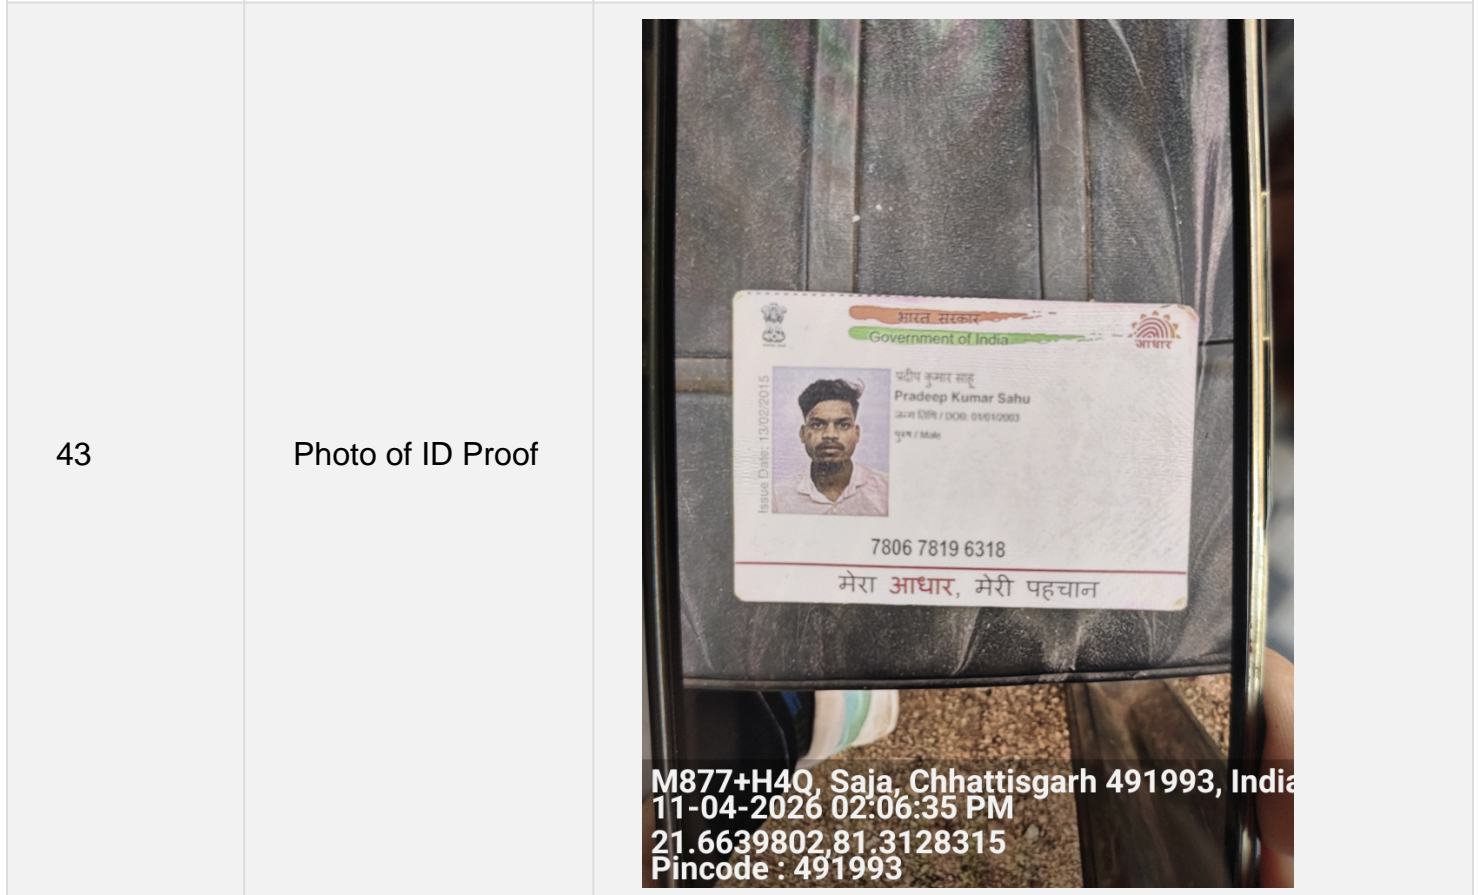 43
Photo of ID Proof
भारत सरकार
Government of India
आधार
Issue Date: 13/02/2015
प्रदीप कुमार साहू
Pradeep Kumar Sahu
जन्म तिथि / DOB: 01/01/2003
पुरुष / Male
7806 7819 6318
मेरा आधार, मेरी पहचान
M877+H4Q, Saja, Chhattisgarh 491993, India
11-04-2026 02:06:35 PM
21.6639802,81.3128315
Pincode : 491993